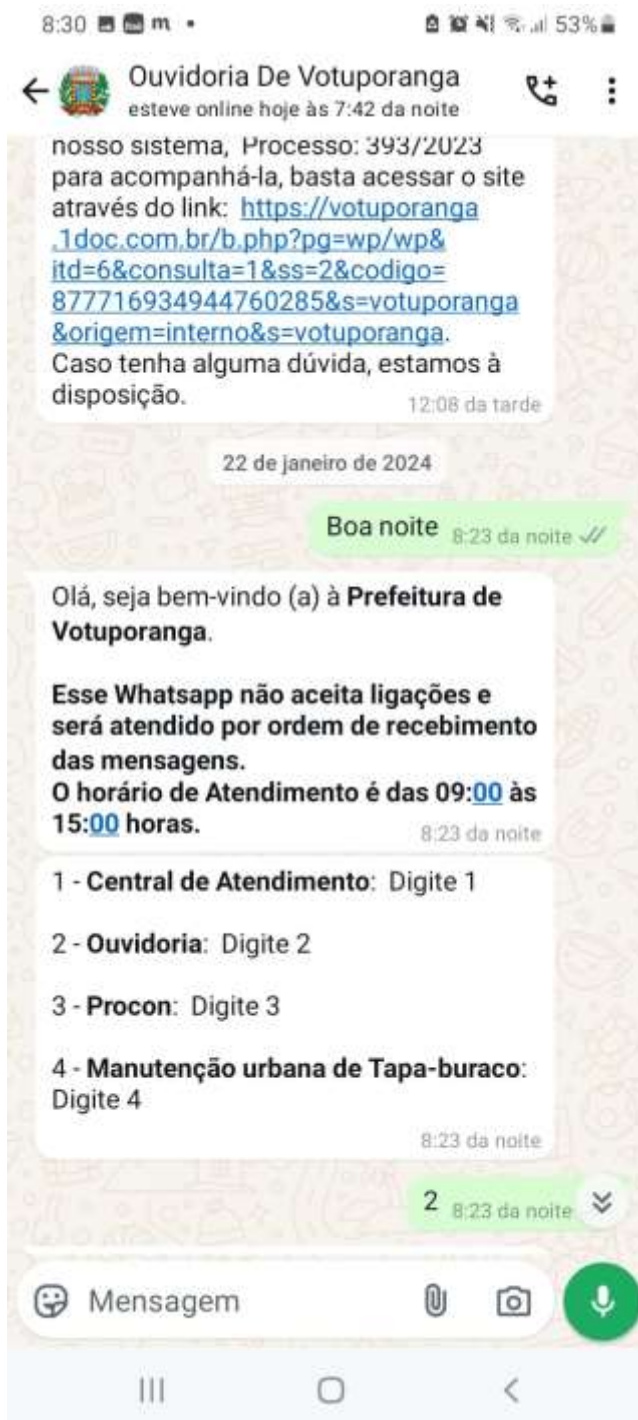 8:30 m •
53%
Ouvidoria De Votuporanga
esteve online hoje às 7:42 da noite
nosso sistema, Processo: 393/2023
para acompanhá-la, basta acessar o site
através do link: https://votuporanga
.1doc.com.br/b.php?pg=wp/wp&
itd=6&consulta=1&ss=2&codigo=
877716934944760285&s=votuporanga
&origem=interno&s=votuporanga.
Caso tenha alguma dúvida, estamos à
disposição.
12:08 da tarde
22 de janeiro de 2024
Boa noite 8:23 da noite
Olá, seja bem-vindo (a) à Prefeitura de
Votuporanga.
Esse Whatsapp não aceita ligações e
será atendido por ordem de recebimento
das mensagens.
O horário de Atendimento é das 09:00 às
15:00 horas.
8:23 da noite
1 - Central de Atendimento: Digite 1
2 - Ouvidoria: Digite 2
3 - Procon: Digite 3
4 - Manutenção urbana de Tapa-buraco:
Digite 4
8:23 da noite
2 8:23 da noite
Mensagem